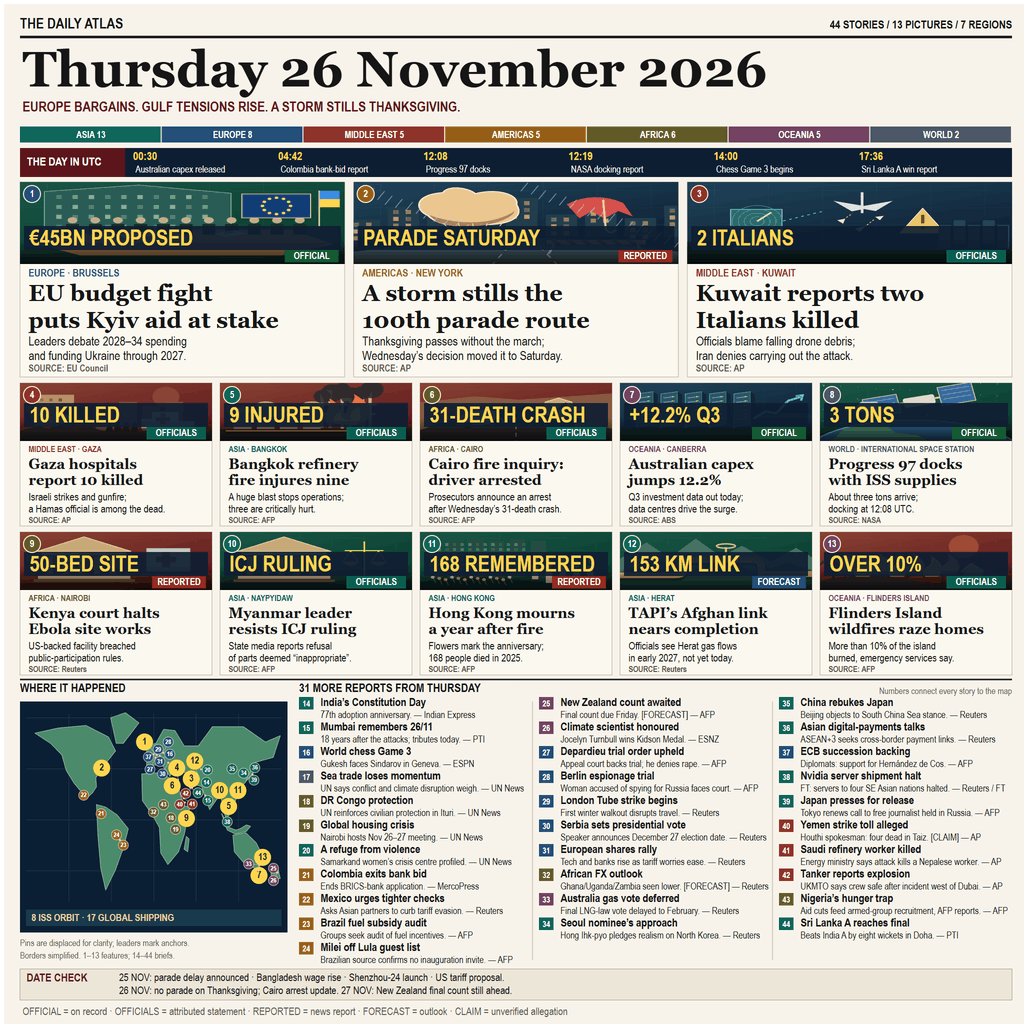 THE DAILY ATLAS
44 STORIES / 13 PICTURES / 7 REGIONS
Thursday 26 November 2026
EUROPE BARGAINS. GULF TENSIONS RISE. A STORM STILLS THANKSGIVING.
ASIA 13
EUROPE 8
MIDDLE EAST 5
AMERICAS 5
AFRICA 6
OCEANIA 5
WORLD 2
THE DAY IN UTC
00:30
Australian capex released
04:42
Colombia bank-bid report
12:08
Progress 97 docks
12:19
NASA docking report
14:00
Chess Game 3 begins
17:36
Sri Lanka A win report
1
€45BN PROPOSED
OFFICIAL
EUROPE · BRUSSELS
EU budget fight
puts Kyiv aid at stake
Leaders debate 2028–34 spending
and funding Ukraine through 2027.
SOURCE: EU Council
2
PARADE SATURDAY
REPORTED
AMERICAS · NEW YORK
A storm stills the
100th parade route
Thanksgiving passes without the march;
Wednesday's decision moved it to Saturday.
SOURCE: AP
3
2 ITALIANS
OFFICIALS
MIDDLE EAST · KUWAIT
Kuwait reports two
Italians killed
Officials blame falling drone debris;
Iran denies carrying out the attack.
SOURCE: AP
4
10 KILLED
OFFICIALS
MIDDLE EAST · GAZA
Gaza hospitals
report 10 killed
Israeli strikes and gunfire;
a Hamas official is among the dead.
SOURCE: AP
5
9 INJURED
OFFICIALS
ASIA · BANGKOK
Bangkok refinery
fire injures nine
A huge blast stops operations;
three are critically hurt.
SOURCE: AFP
6
31-DEATH CRASH
OFFICIALS
AFRICA · CAIRO
Cairo fire inquiry:
driver arrested
Prosecutors announce an arrest
after Wednesday's 31-death crash.
SOURCE: AFP
7
+12.2% Q3
OFFICIAL
OCEANIA · CANBERRA
Australian capex
jumps 12.2%
Q3 investment data out today;
data centres drive the surge.
SOURCE: ABS
8
3 TONS
OFFICIAL
WORLD · INTERNATIONAL SPACE STATION
Progress 97 docks
with ISS supplies
About three tons arrive;
docking at 12:08 UTC.
SOURCE: NASA
9
50-BED SITE
REPORTED
AFRICA · NAIROBI
Kenya court halts
Ebola site works
US-backed facility breached
public-participation rules.
SOURCE: Reuters
10
ICJ RULING
OFFICIALS
ASIA · NAYPYIDAW
Myanmar leader
resists ICJ ruling
State media reports refusal
of parts deemed "inappropriate".
SOURCE: AFP
11
168 REMEMBERED
REPORTED
ASIA · HONG KONG
Hong Kong mourns
a year after fire
Flowers mark the anniversary;
168 people died in 2025.
SOURCE: AFP
12
153 KM LINK
FORECAST
ASIA · HERAT
TAPI's Afghan link
nears completion
Officials see Herat gas flows
in early 2027, not yet today.
SOURCE: Reuters
13
OVER 10%
OFFICIALS
OCEANIA · FLINDERS ISLAND
Flinders Island
wildfires raze homes
More than 10% of the island
burned, emergency services say.
SOURCE: AFP
WHERE IT HAPPENED
8 ISS ORBIT · 17 GLOBAL SHIPPING
Pins are displaced for clarity, leaders mark anchors.
Borders simplified. 1–13 features; 14–44 briefs.
31 MORE REPORTS FROM THURSDAY
Numbers connect every story to the map
14 India's Constitution Day
77th adoption anniversary. — Indian Express
15 Mumbai remembers 26/11
18 years after the attacks; tributes today. — PTI
16 World chess Game 3
Gukesh faces Sindarov in Geneva. — ESPN
17 Sea trade loses momentum
UN says conflict and climate disruption weigh. — UN News
18 DR Congo protection
UN reinforces civilian protection in Ituri. — UN News
19 Global housing crisis
Nairobi hosts Nov 26–27 meeting. — UN News
20 A refuge from violence
Samarkand women's crisis centre profiled. — UN News
21 Colombia exits bank bid
Ends BRICS-bank application. — MercoPress
22 Mexico urges tighter checks
Asks Asian partners to curb tariff evasion. — Reuters
23 Brazil fuel subsidy audit
Groups seek audit of fuel incentives. — AFP
24 Milei off Lula guest list
Brazilian source confirms no inauguration invite. — AFP
25 New Zealand count awaited
Final count due Friday. [FORECAST] — AFP
26 Climate scientist honoured
Jocelyn Turnbull wins Kidson Medal. — ESNZ
27 Depardieu trial order upheld
Appeal court backs trial; he denies rape. — AFP
28 Berlin espionage trial
Woman accused of spying for Russia faces court. — AFP
29 London Tube strike begins
First winter walkout disrupts travel. — Reuters
30 Serbia sets presidential vote
Speaker announces December 27 election date. — Reuters
31 European shares rally
Tech and banks rise as tariff worries ease. — Reuters
32 African FX outlook
Ghana/Uganda/Zambia seen lower. [FORECAST] — Reuters
33 Australia gas vote deferred
Final LNG-law vote delayed to February. — Reuters
34 Seoul nominee's approach
Hong Ihk-pyo pledges realism on North Korea. — Reuters
35 China rebukes Japan
Beijing objects to South China Sea stance. — Reuters
36 Asian digital-payments talks
ASEAN+3 seeks cross-border payment links. — Reuters
37 ECB succession backing
Diplomats: support for Hernández de Cos. — AFP
38 Nvidia server shipment halt
FT: servers to four SE Asian nations halted. — Reuters / FT
39 Japan presses for release
Tokyo renews call to free journalist held in Russia. — AFP
40 Yemen strike toll alleged
Houthi spokesman: four dead in Taiz. [CLAIM] — AP
41 Saudi refinery worker killed
Energy ministry says attack kills a Nepalese worker. — AP
42 Tanker reports explosion
UKMTO says crew safe after incident west of Dubai. — AP
43 Nigeria's hunger trap
Aid cuts feed armed-group recruitment, AFP reports. — AFP
44 Sri Lanka A reaches final
Beats India A by eight wickets in Doha. — PTI
DATE CHECK
25 NOV: parade delay announced · Bangladesh wage rise · Shenzhou-24 launch · US tariff proposal.
26 NOV: no parade on Thanksgiving; Cairo arrest update. 27 NOV: New Zealand final count still ahead.
OFFICIAL = on record · OFFICIALS = attributed statement · REPORTED = news report · FORECAST = outlook · CLAIM = unverified allegation